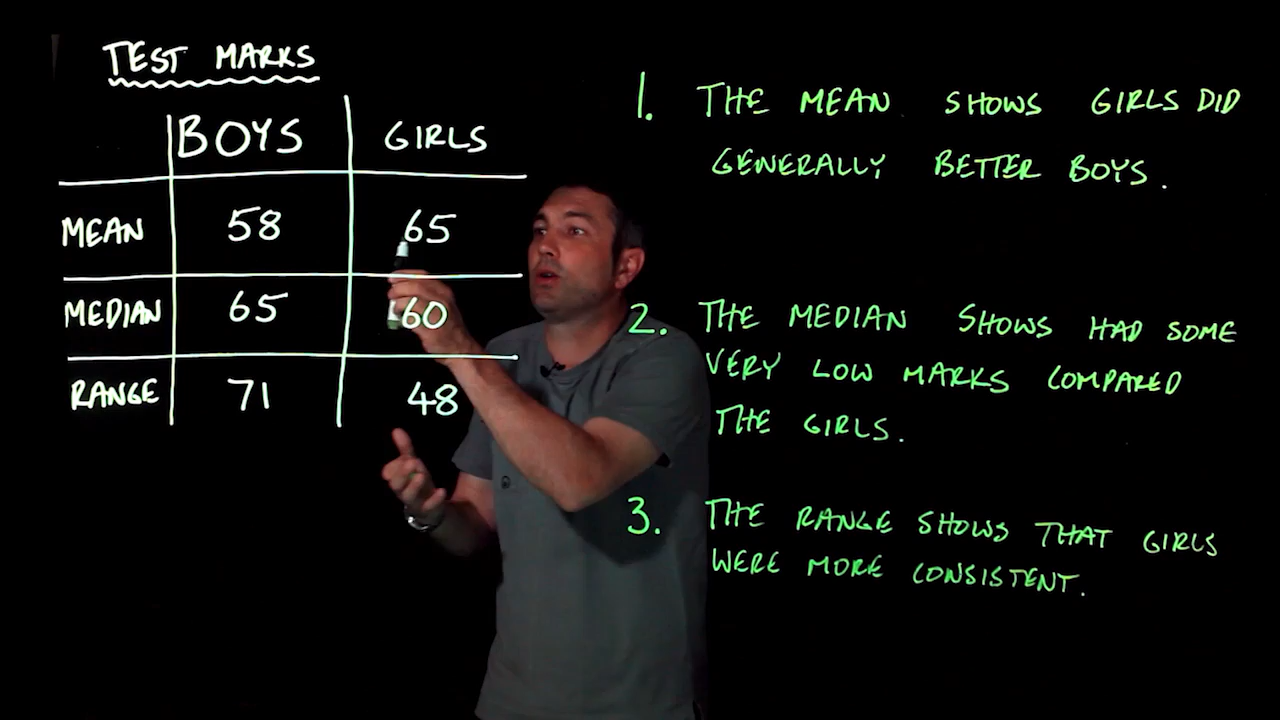 TEST MARKS
BOYS GIRLS
MEAN 58 65
MEDIAN 65 60
RANGE 71 48
1. THE MEAN SHOWS GIRLS DID
GENERALLY BETTER BOYS.
2. THE MEDIAN SHOWS HAD SOME
VERY LOW MARKS COMPARED
THE GIRLS.
3. THE RANGE SHOWS THAT GIRLS
WERE MORE CONSISTENT.